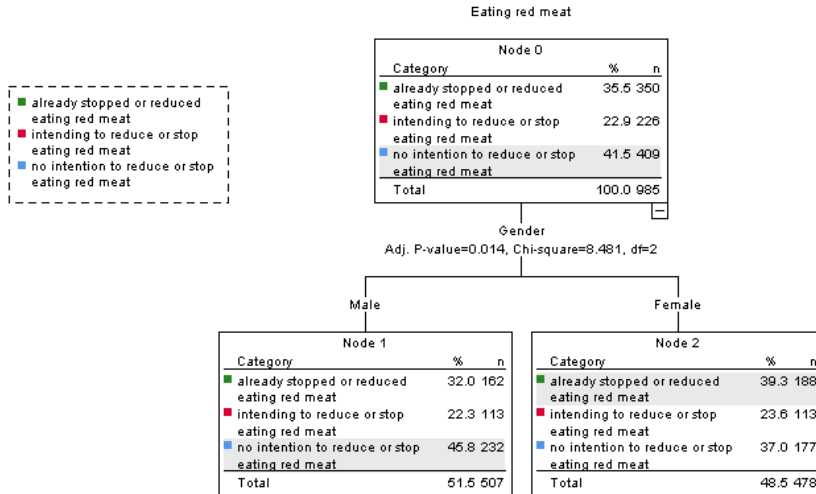 Eating red meat
Node 0
Category % n
already stopped or reduced
eating red meat 35.5 350
intending to reduce or stop
eating red meat 22.9 226
no intention to reduce or stop
eating red meat 41.5 409
Total 100.0 985
already stopped or reduced
eating red meat
intending to reduce or stop
eating red meat
no intention to reduce or stop
eating red meat
Gender
Adj. P-value=0.014, Chi-square=8.481, df=2
Male
Female
Node 1
Category % n
already stopped or reduced 32.0 162
eating red meat
intending to reduce or stop 22.3 113
eating red meat
no intention to reduce or stop 45.8 232
eating red meat
Total 51.5 507
Node 2
Category % n
already stopped or reduced 39.3 188
eating red meat
intending to reduce or stop 23.6 113
eating red meat
no intention to reduce or stop 37.0 177
eating red meat
Total 48.5 478